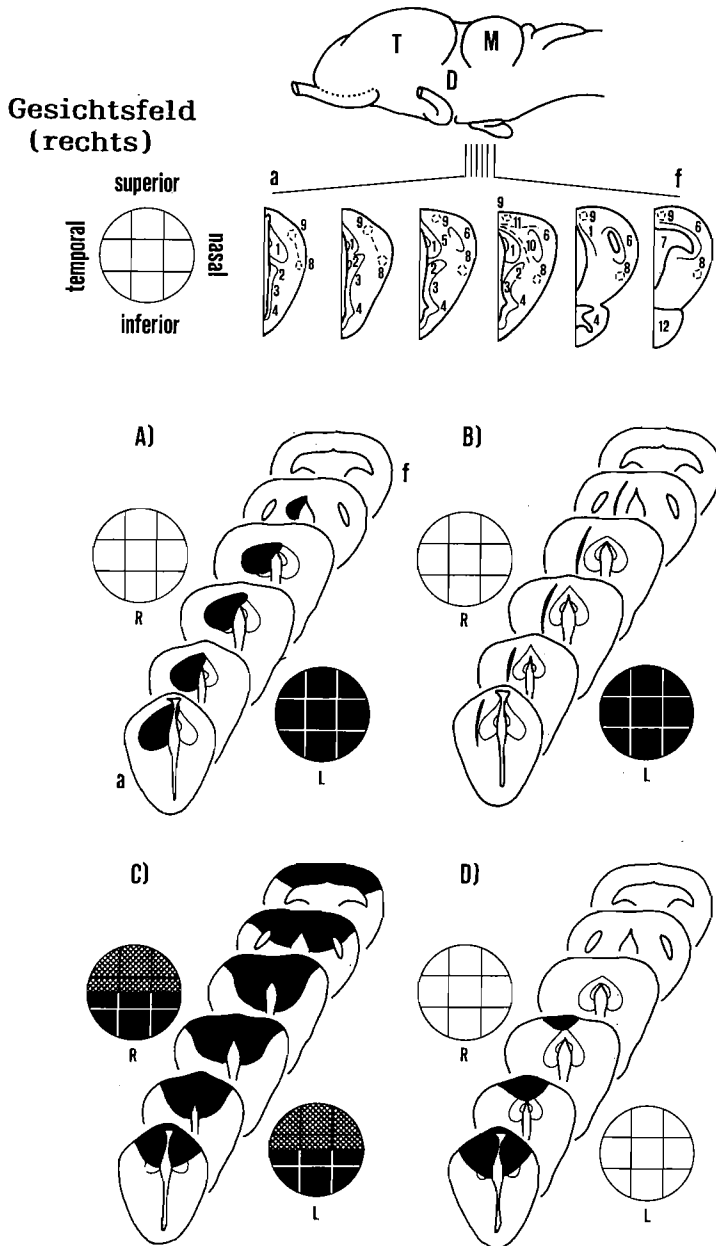 T M
D
Gesichtsfeld
(rechts)
superior
temporal
nasal
inferior
a f
9 1 8 2 3 4
9 1 2 8 3 4
9 5 6 1 2 8 3 4
9 11 6 1 10 2 8 3 4
9 1 6 8 4
9 6 7 8 12
A) B)
f
R
L
a
R
L
C) D)
R
L
R
L